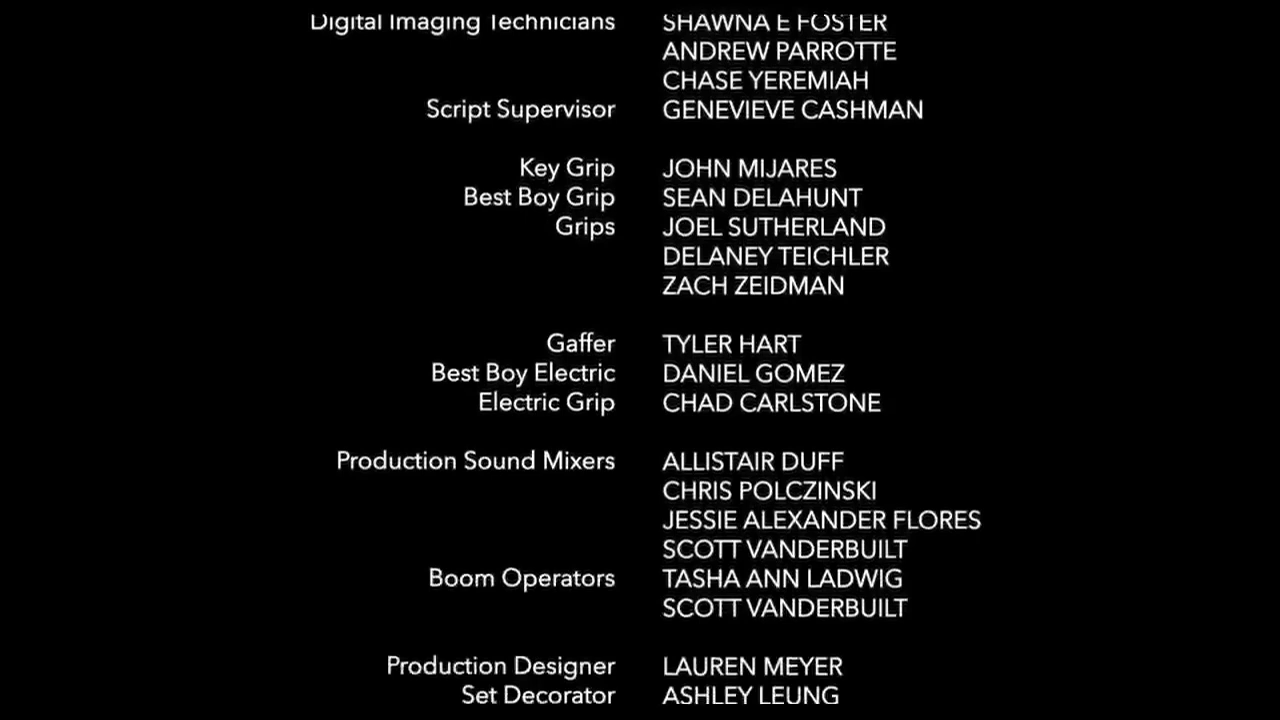 Digital Imaging Technicians SHAWNA E FOSTER
ANDREW PARROTTE
CHASE YEREMIAH
Script Supervisor GENEVIEVE CASHMAN
Key Grip JOHN MIJARES
Best Boy Grip SEAN DELAHUNT
Grips JOEL SUTHERLAND
DELANEY TEICHLER
ZACH ZEIDMAN
Gaffer TYLER HART
Best Boy Electric DANIEL GOMEZ
Electric Grip CHAD CARLSTONE
Production Sound Mixers ALLISTAIR DUFF
CHRIS POLCZINSKI
JESSIE ALEXANDER FLORES
SCOTT VANDERBUILT
Boom Operators TASHA ANN LADWIG
SCOTT VANDERBUILT
Production Designer LAUREN MEYER
Set Decorator ASHLEY LEUNG